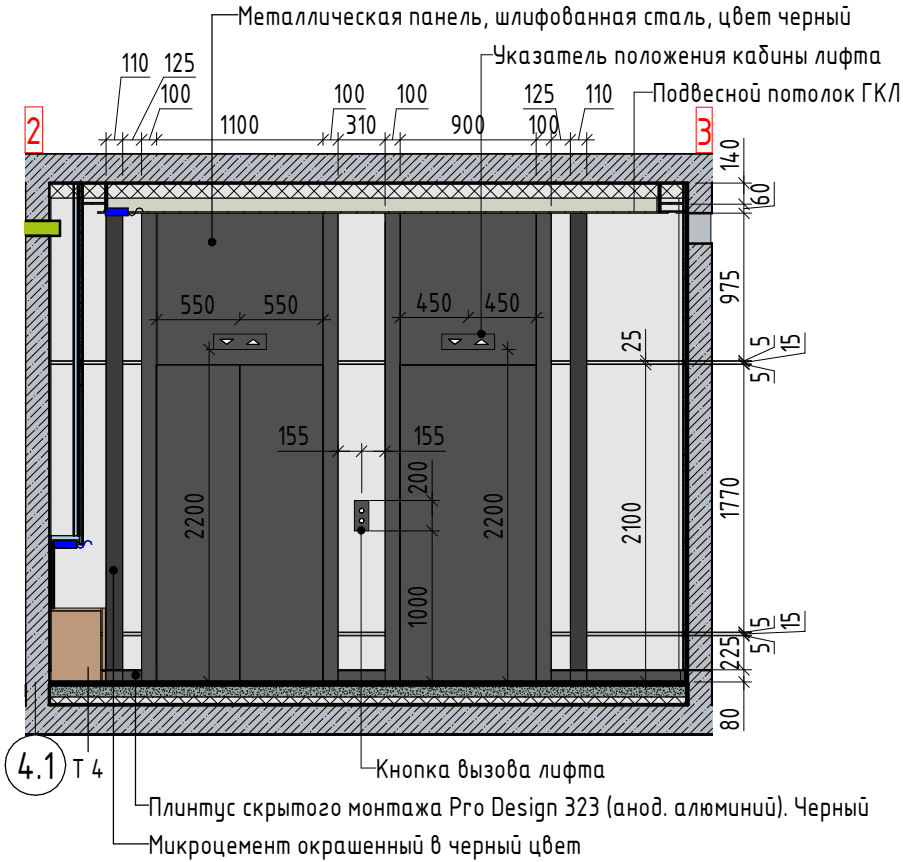 Металлическая панель, шлифованная сталь, цвет черный
Указатель положения кабины лифта
Подвесной потолок ГКЛ
110 125
100 1100 100 310 100 900 125 100 110
2 3
140
60
975
550 550 450 450
25
5 15
5
155 155
200
2200 2200 2100
1770
1000
5 15
5
225
80
4.1 Т 4
Кнопка вызова лифта
Плинтус скрытого монтажа Pro Design 323 (анод. алюминий). Черный
Микроцемент окрашенный в черный цвет